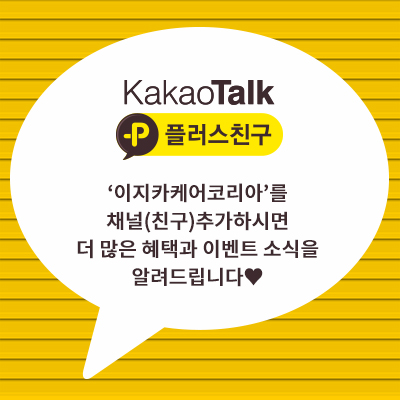 KakaoTalk
P 플러스친구
‘이지카케어코리아’를
채널(친구)추가하시면
더 많은 혜택과 이벤트 소식을
알려드립니다♥